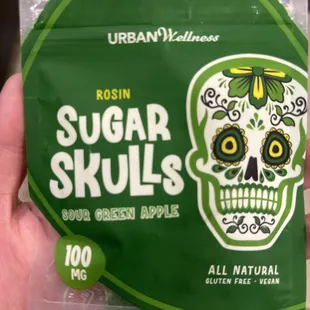 URBAN Wellness
ROSIN
SUGAR
SKULLS
SOUR GREEN APPLE
100
MG
ALL NATURAL
GLUTEN FREE - VEGAN